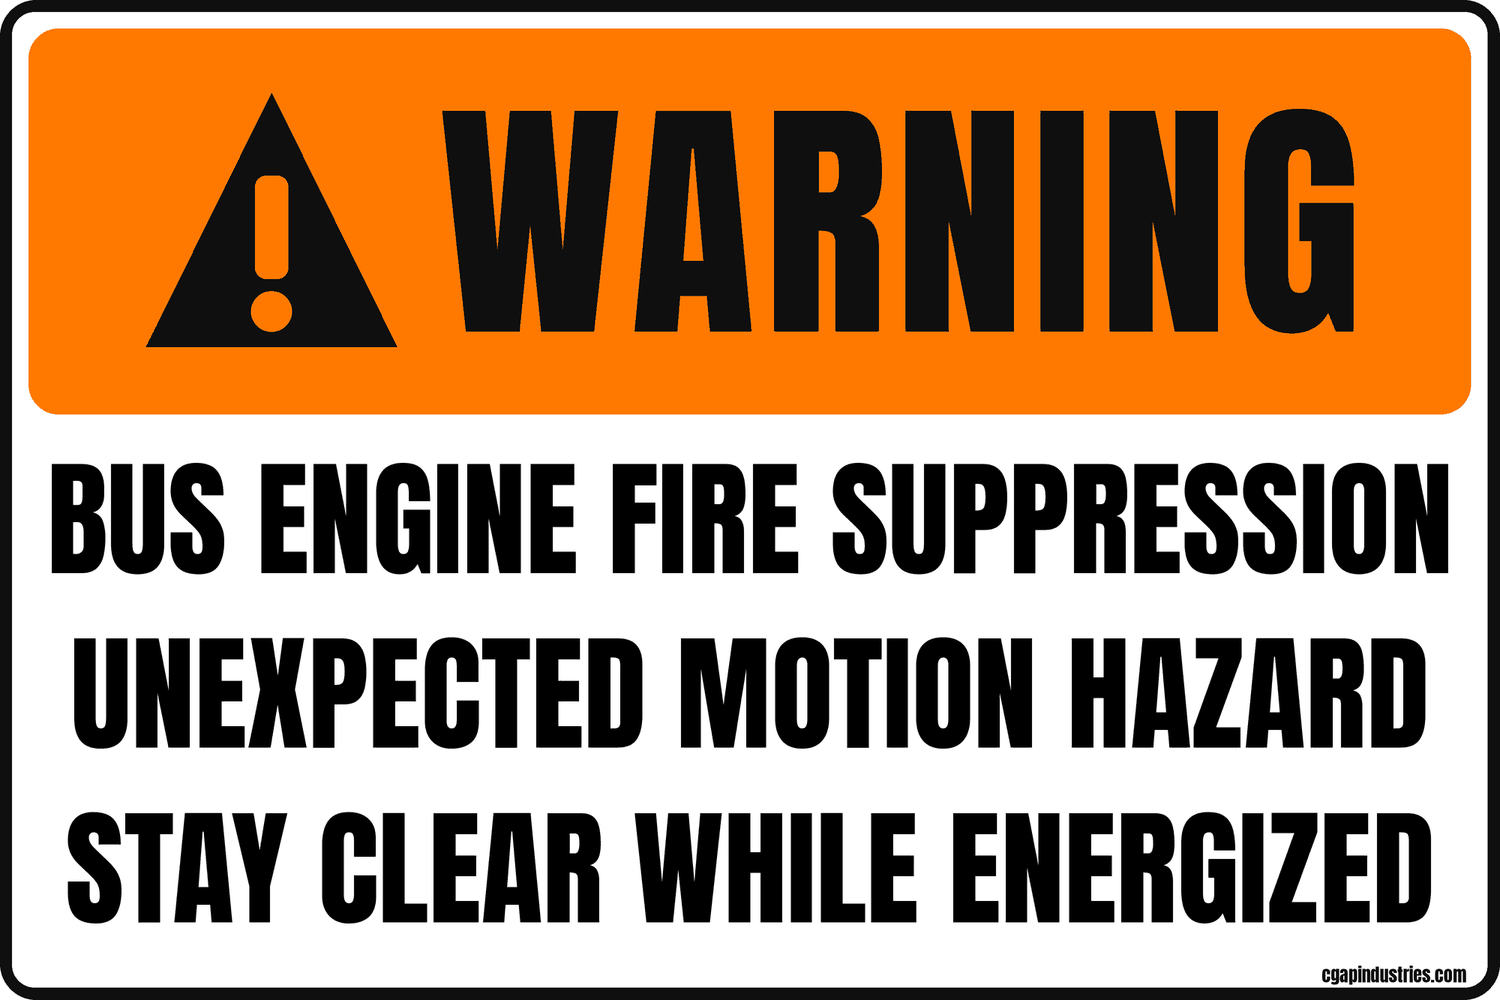 WARNING
BUS ENGINE FIRE SUPPRESSION
UNEXPECTED MOTION HAZARD
STAY CLEAR WHILE ENERGIZED
cgapindustries.com